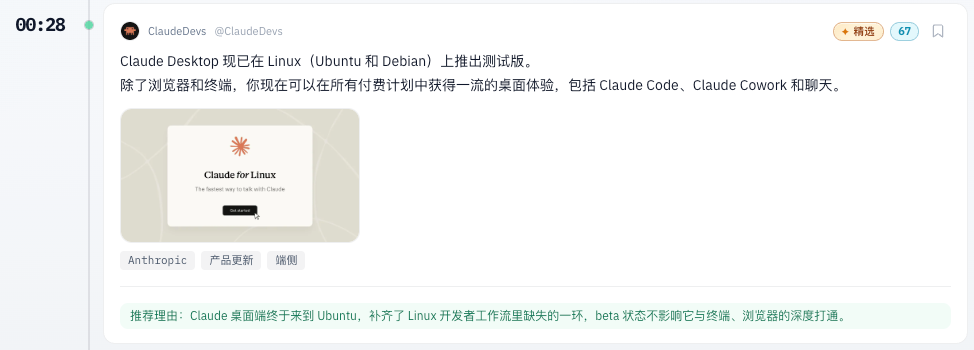 00:28
ClaudeDevs @ClaudeDevs
✦ 精选 67
Claude Desktop 现已在 Linux（Ubuntu 和 Debian）上推出测试版。
除了浏览器和终端，你现在可以在所有付费计划中获得一流的桌面体验，包括 Claude Code、Claude Cowork 和聊天。
Claude for Linux
The fastest way to talk with Claude
Get started
Anthropic 产品更新 端侧
推荐理由：Claude 桌面端终于来到 Ubuntu，补齐了 Linux 开发者工作流里缺失的一环，beta 状态不影响它与终端、浏览器的深度打通。